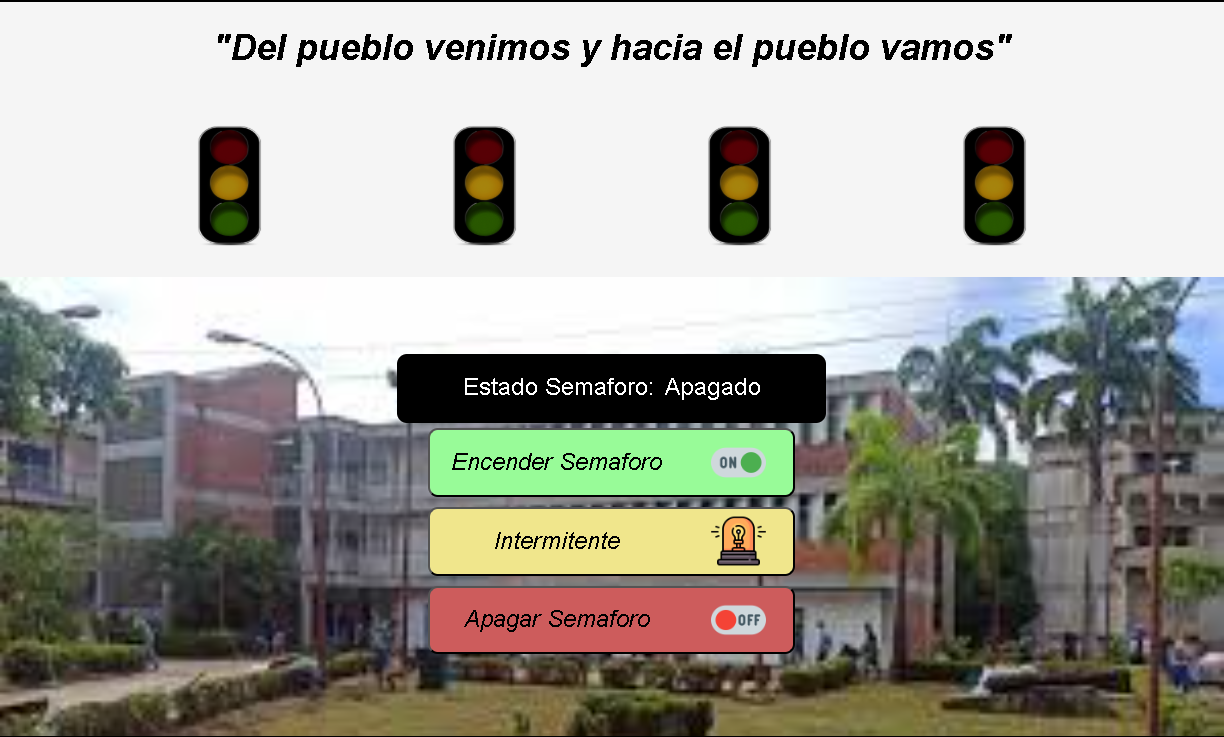 "Del pueblo venimos y hacia el pueblo vamos"
Estado Semaforo: Apagado
Encender Semaforo ON
Intermitente
Apagar Semaforo OFF